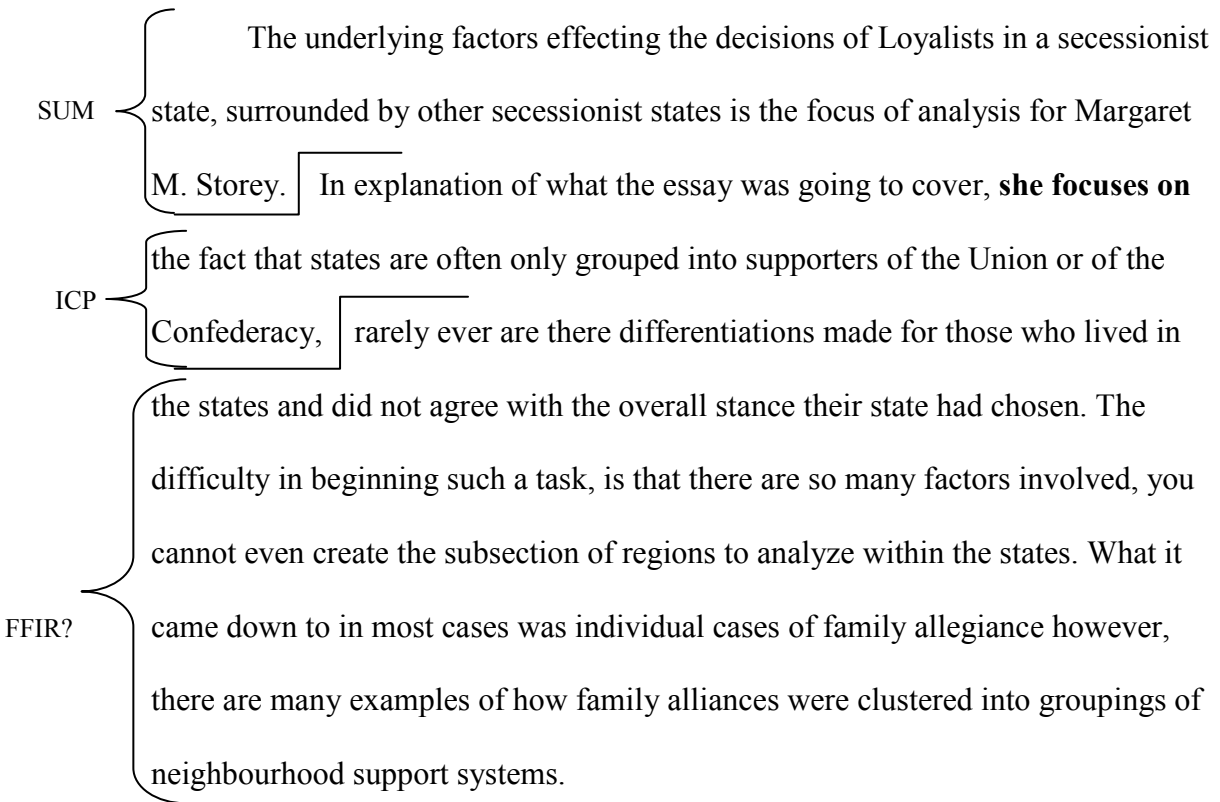 The underlying factors effecting the decisions of Loyalists in a secessionist
SUM state, surrounded by other secessionist states is the focus of analysis for Margaret
M. Storey. In explanation of what the essay was going to cover, she focuses on
the fact that states are often only grouped into supporters of the Union or of the
ICP
Confederacy, rarely ever are there differentiations made for those who lived in
the states and did not agree with the overall stance their state had chosen. The
difficulty in beginning such a task, is that there are so many factors involved, you
cannot even create the subsection of regions to analyze within the states. What it
FFIR? came down to in most cases was individual cases of family allegiance however,
there are many examples of how family alliances were clustered into groupings of
neighbourhood support systems.